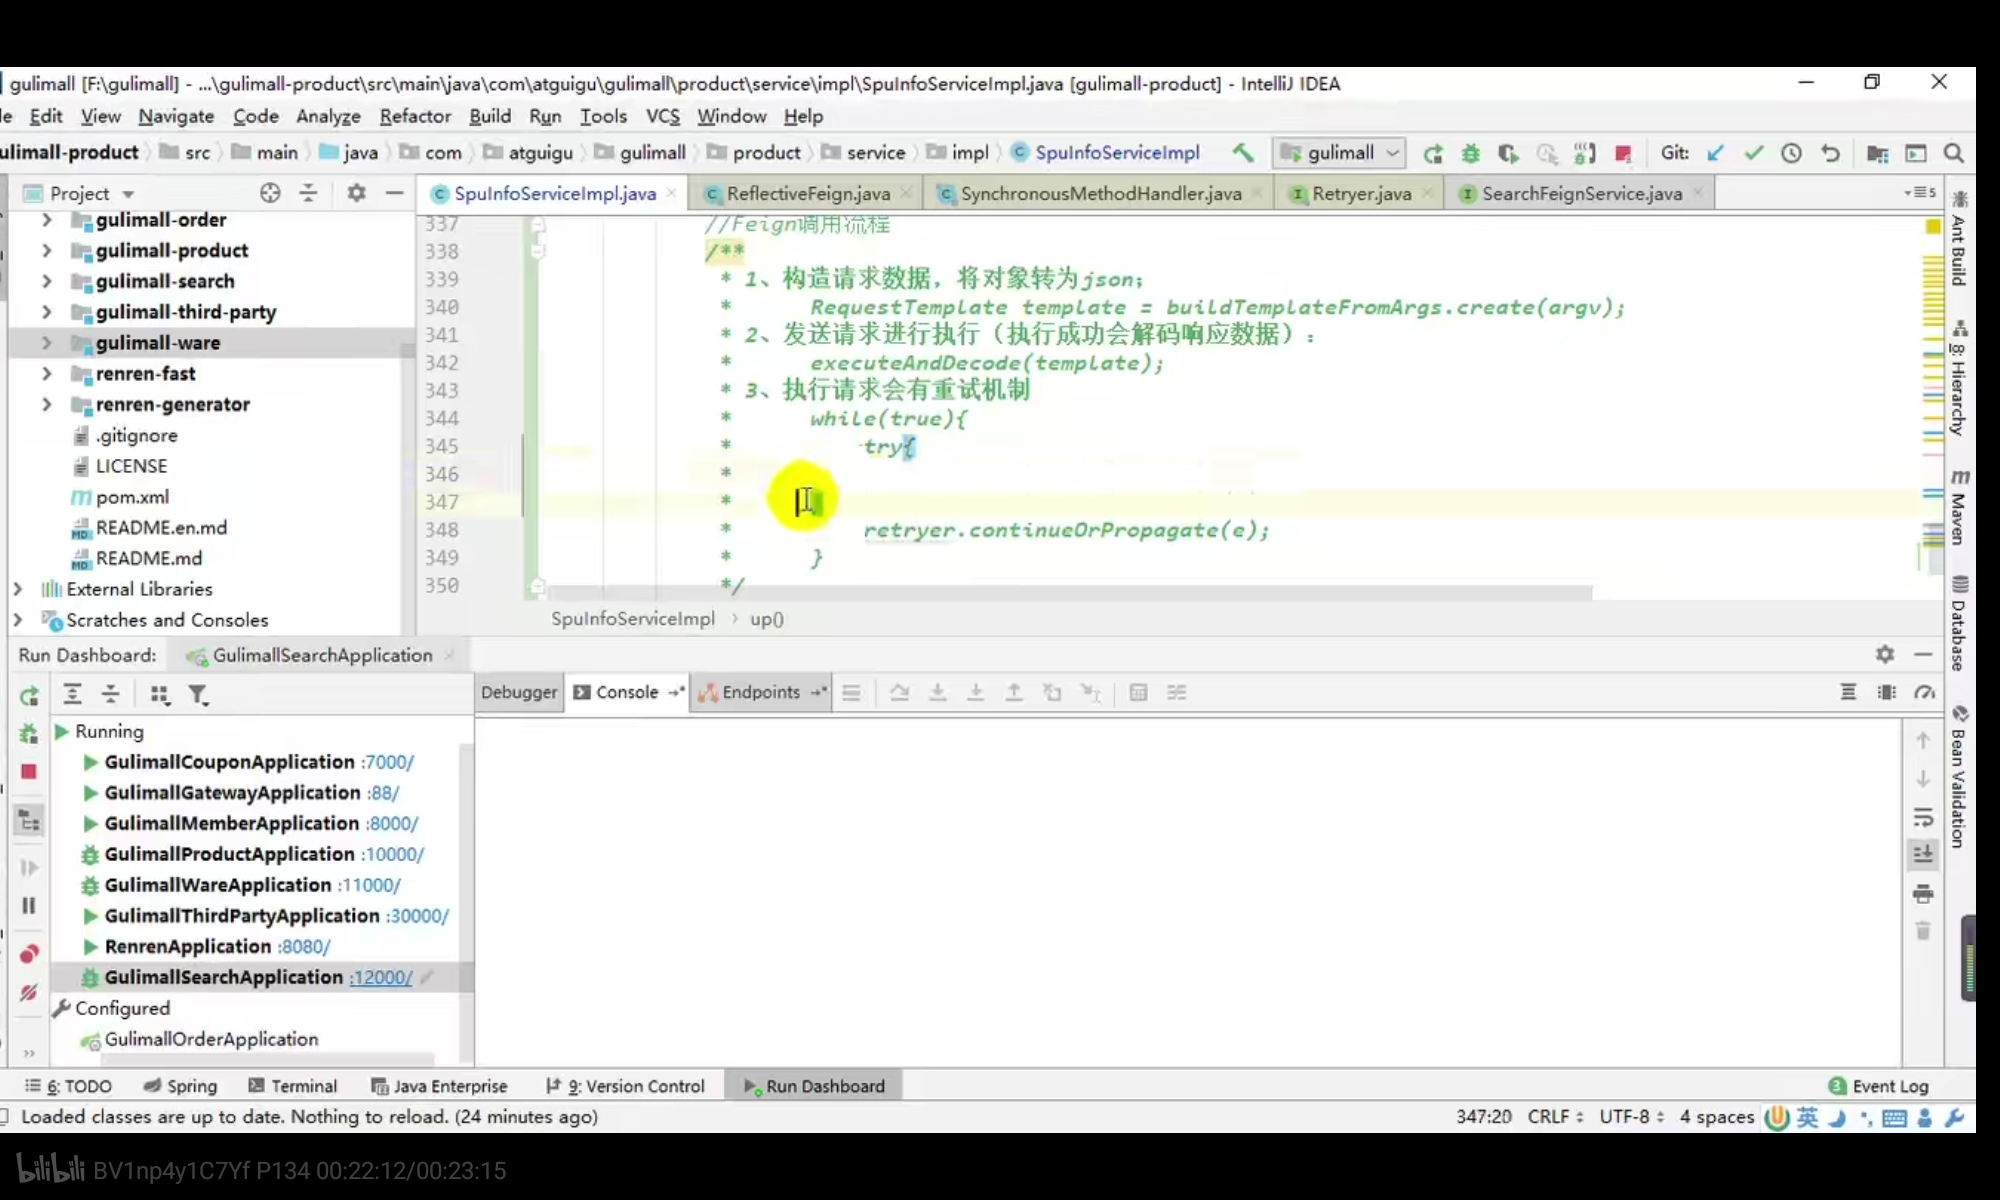 gulimall [F:\gulimall] - ...\gulimall-product\src\main\java\com\atguigu\gulimall\product\service\impl\SpuInfoServiceImpl.java [gulimall-product] - IntelliJ IDEA
le Edit View Navigate Code Analyze Refactor Build Run Tools VCS Window Help
ulimall-product src main java com atguigu gulimall product service impl SpuInfoServiceImpl gulimall Git:
Project SpuInfoServiceImpl.java ReflectiveFeign.java SynchronousMethodHandler.java Retryer.java SearchFeignService.java 5
gulimall-order
gulimall-product
gulimall-search
gulimall-third-party
gulimall-ware
renren-fast
renren-generator
.gitignore
LICENSE
pom.xml
README.en.md
README.md
External Libraries
Scratches and Consoles
337 //Feign调用流程
338 /**
339 * 1、构造请求数据，将对象转为json；
340 * RequestTemplate template = buildTemplateFromArgs.create(argv);
341 * 2、发送请求进行执行（执行成功会解码响应数据）：
342 * executeAndDecode(template);
343 * 3、执行请求会有重试机制
344 * while(true){
345 * try{
346 *
347 *
348 * retryer.continueOrPropagate(e);
349 * }
350 */
SpuInfoServiceImpl > up()
Ant Build
8: Hierarchy
Maven
Database
Bean Validation
Run Dashboard: GulimallSearchApplication
Debugger Console Endpoints
Running
GulimallCouponApplication :7000/
GulimallGatewayApplication :88/
GulimallMemberApplication :8000/
GulimallProductApplication :10000/
GulimallWareApplication :11000/
GulimallThirdPartyApplication :30000/
RenrenApplication :8080/
GulimallSearchApplication :12000/
Configured
GulimallOrderApplication
6: TODO Spring Terminal Java Enterprise 9: Version Control Run Dashboard 3 Event Log
Loaded classes are up to date. Nothing to reload. (24 minutes ago) 347:20 CRLF UTF-8 4 spaces 英
bilibili BV1np4y1C7Yf P134 00:22:12/00:23:15